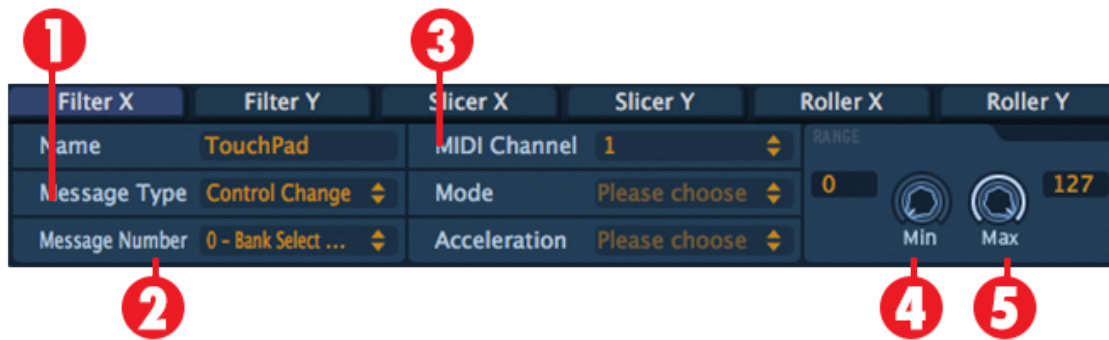 1 3
Filter X Filter Y Slicer X Slicer Y Roller X Roller Y
Name TouchPad MIDI Channel 1 RANGE
Message Type Control Change Mode Please choose 0 127
Message Number 0 - Bank Select ... Acceleration Please choose Min Max
2 4 5